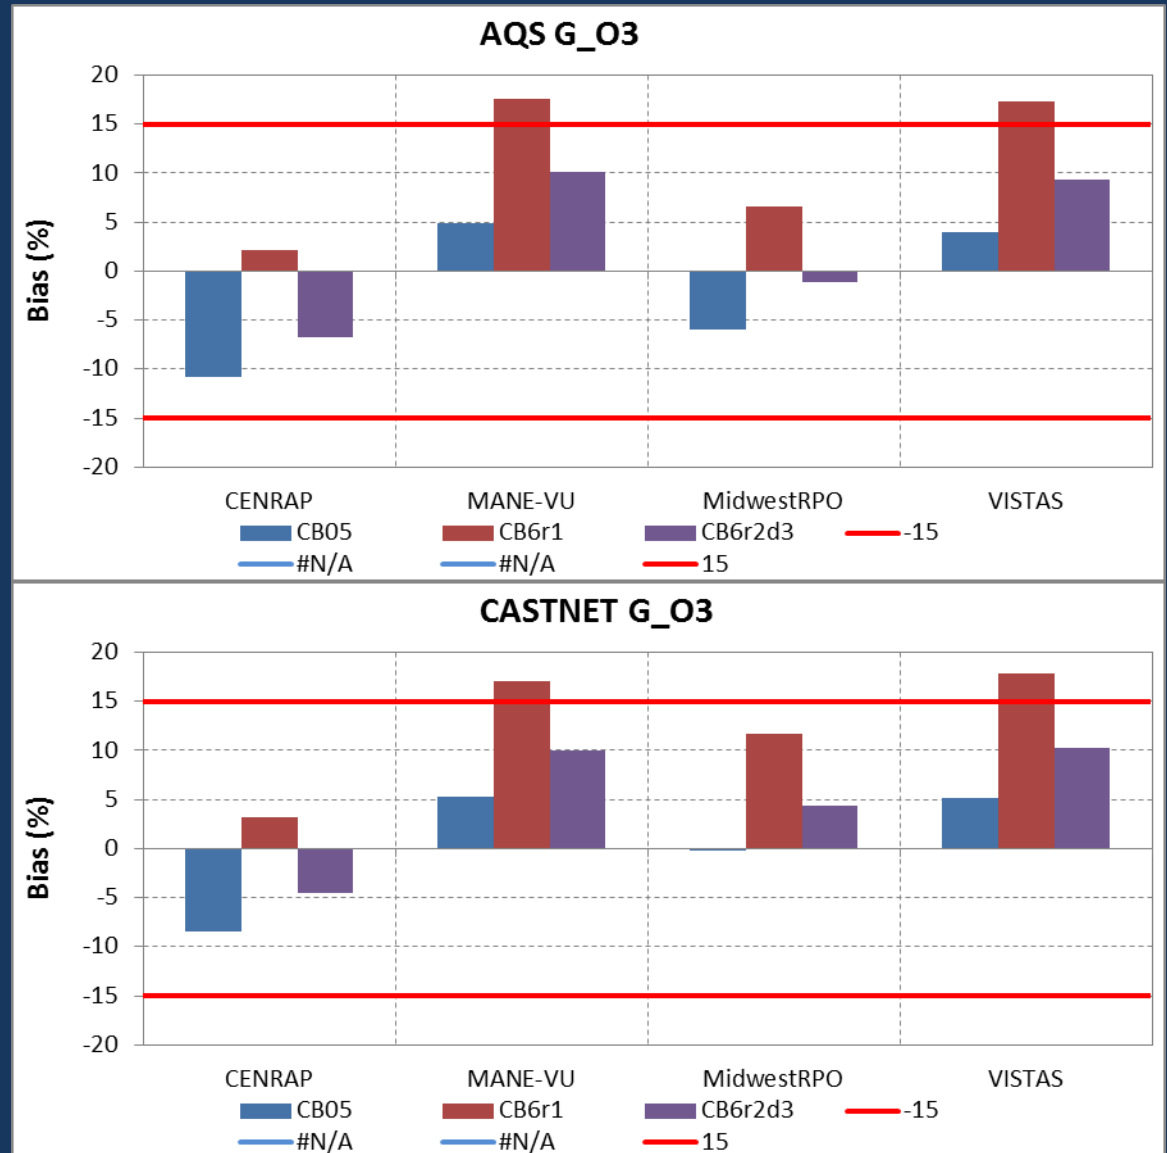 AQS G_O3
20
15
10
5
0
-5
-10
-15
-20
Bias (%)
CENRAP MANE-VU MidwestRPO VISTAS
CB05 CB6r1 CB6r2d3 -15
#N/A #N/A 15
CASTNET G_O3
20
15
10
5
0
-5
-10
-15
-20
Bias (%)
CENRAP MANE-VU MidwestRPO VISTAS
CB05 CB6r1 CB6r2d3 -15
#N/A #N/A 15